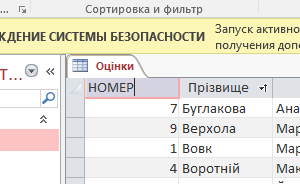 Сортировка и фильтр
ЖДЕНИЕ СИСТЕМЫ БЕЗОПАСНОСТИ
Запуск активно
получения допо
Т...
Оцінки
НОМЕР Прізвище
7 Буглакова Ана
9 Верхола Мар
1 Вовк Мар
4 Воротній Мак